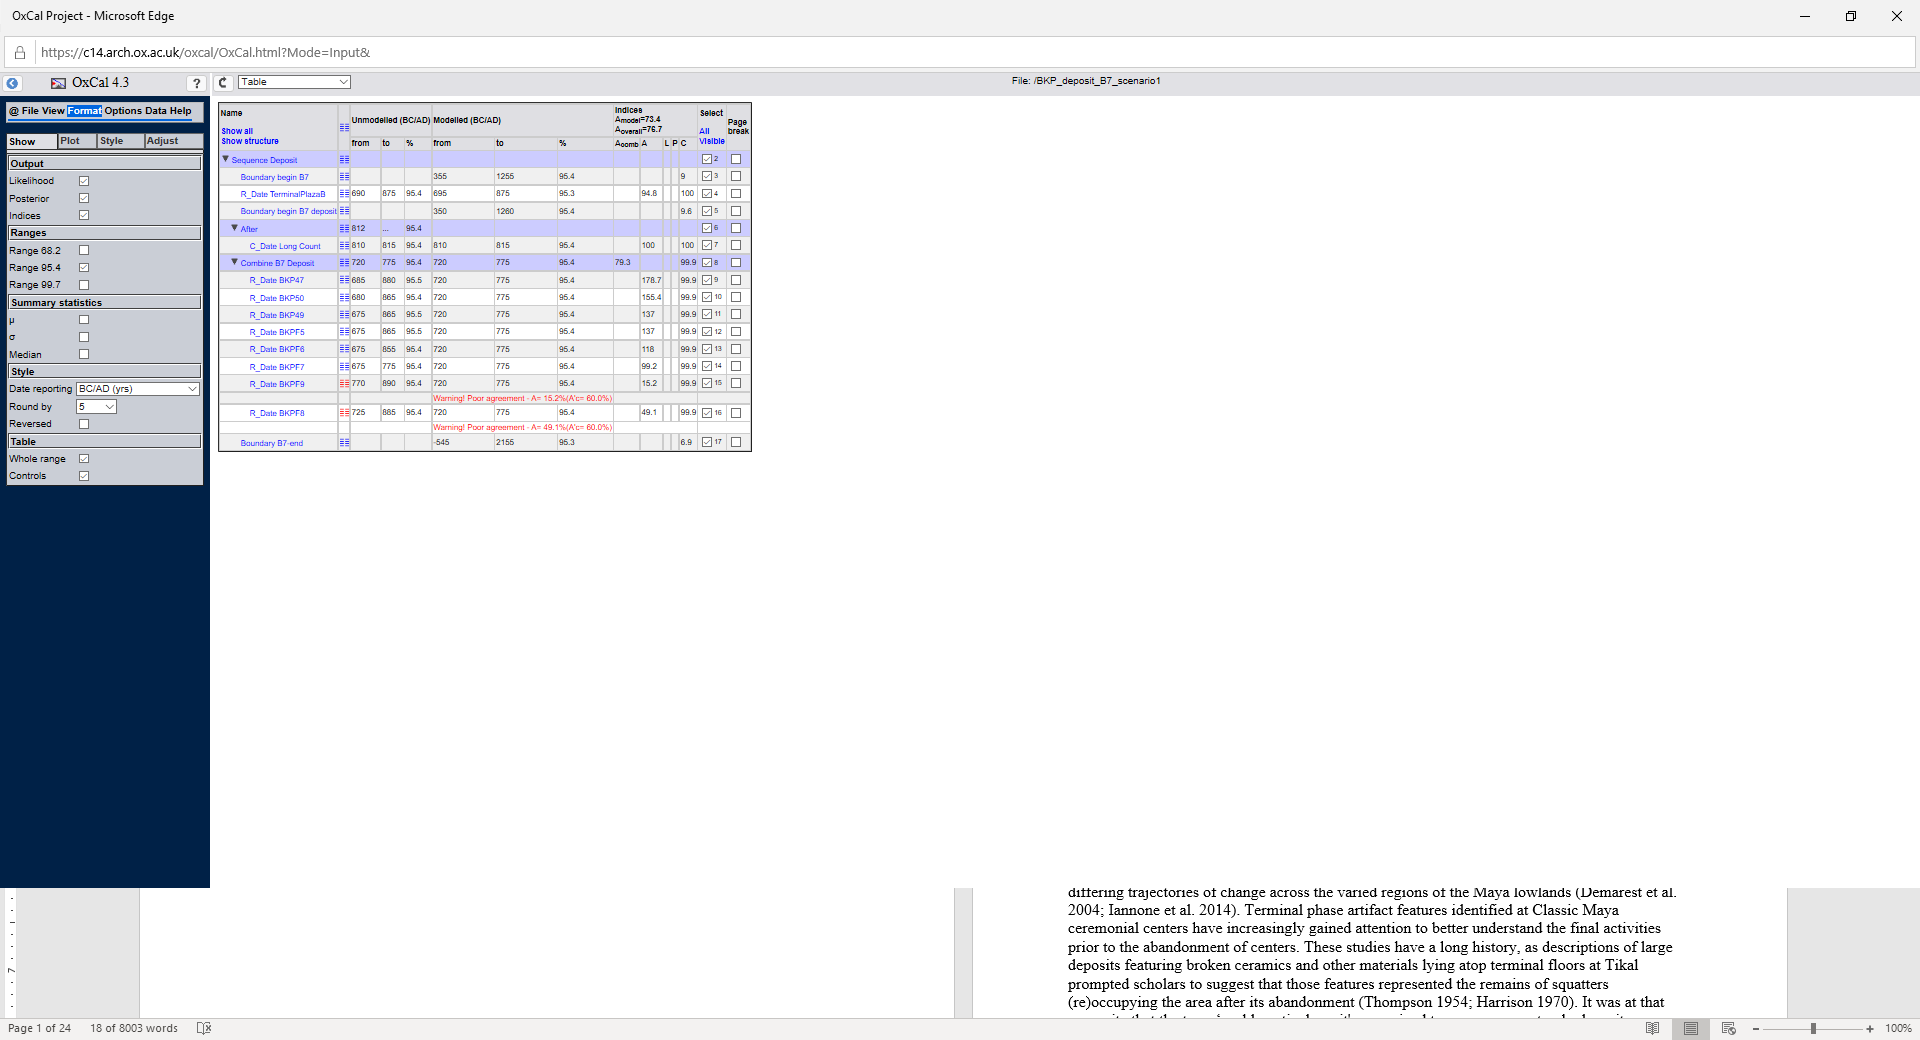 OxCal Project - Microsoft Edge
https://c14.arch.ox.ac.uk/oxcal/OxCal.html?Mode=Input&
OxCal 4.3 ? Table File: /BKP_deposit_B7_scenario1
@ File View Format Options Data Help
Show Plot Style Adjust
Output
Likelihood
Posterior
Indices
Ranges
Range 68.2
Range 95.4
Range 99.7
Summary statistics
μ
σ
Median
Style
Date reporting BC/AD (yrs)
Round by 5
Reversed
Table
Whole range
Controls
Name Unmodelled (BC/AD) Modelled (BC/AD) Indices Select Page break
Amodel=73.4
Aoverall=76.7
Show all All
Show structure Visible
from to % from to % Acomb A L P C
Sequence Deposit 2
Boundary begin B7 355 1255 95.4 9 3
R_Date TerminalPlazaB 690 875 95.4 695 875 95.3 94.8 100 4
Boundary begin B7 deposit 350 1260 95.4 9.6 5
After 812 ... 95.4 6
C_Date Long Count 810 815 95.4 810 815 95.4 100 100 7
Combine B7 Deposit 720 775 95.4 720 775 95.4 79.3 99.9 8
R_Date BKP47 685 880 95.5 720 775 95.4 178.7 99.9 9
R_Date BKP50 680 865 95.4 720 775 95.4 155.4 99.9 10
R_Date BKP49 675 865 95.5 720 775 95.4 137 99.9 11
R_Date BKPF5 675 865 95.5 720 775 95.4 137 99.9 12
R_Date BKPF6 675 855 95.4 720 775 95.4 118 99.9 13
R_Date BKPF7 675 775 95.4 720 775 95.4 99.2 99.9 14
R_Date BKPF9 770 890 95.4 720 775 95.4 15.2 99.9 15
Warning! Poor agreement - A= 15.2%(A'c= 60.0%)
R_Date BKPF8 725 885 95.4 720 775 95.4 49.1 99.9 16
Warning! Poor agreement - A= 49.1%(A'c= 60.0%)
Boundary B7-end -545 2155 95.3 6.9 17
differing trajectories of change across the varied regions of the Maya lowlands (Demarest et al.
2004; Iannone et al. 2014). Terminal phase artifact features identified at Classic Maya
ceremonial centers have increasingly gained attention to better understand the final activities
prior to the abandonment of centers. These studies have a long history, as descriptions of large
deposits featuring broken ceramics and other materials lying atop terminal floors at Tikal
prompted scholars to suggest that those features represented the remains of squatters
(re)occupying the area after its abandonment (Thompson 1954; Harrison 1970). It was at that
7
Page 1 of 24 18 of 8003 words 100%